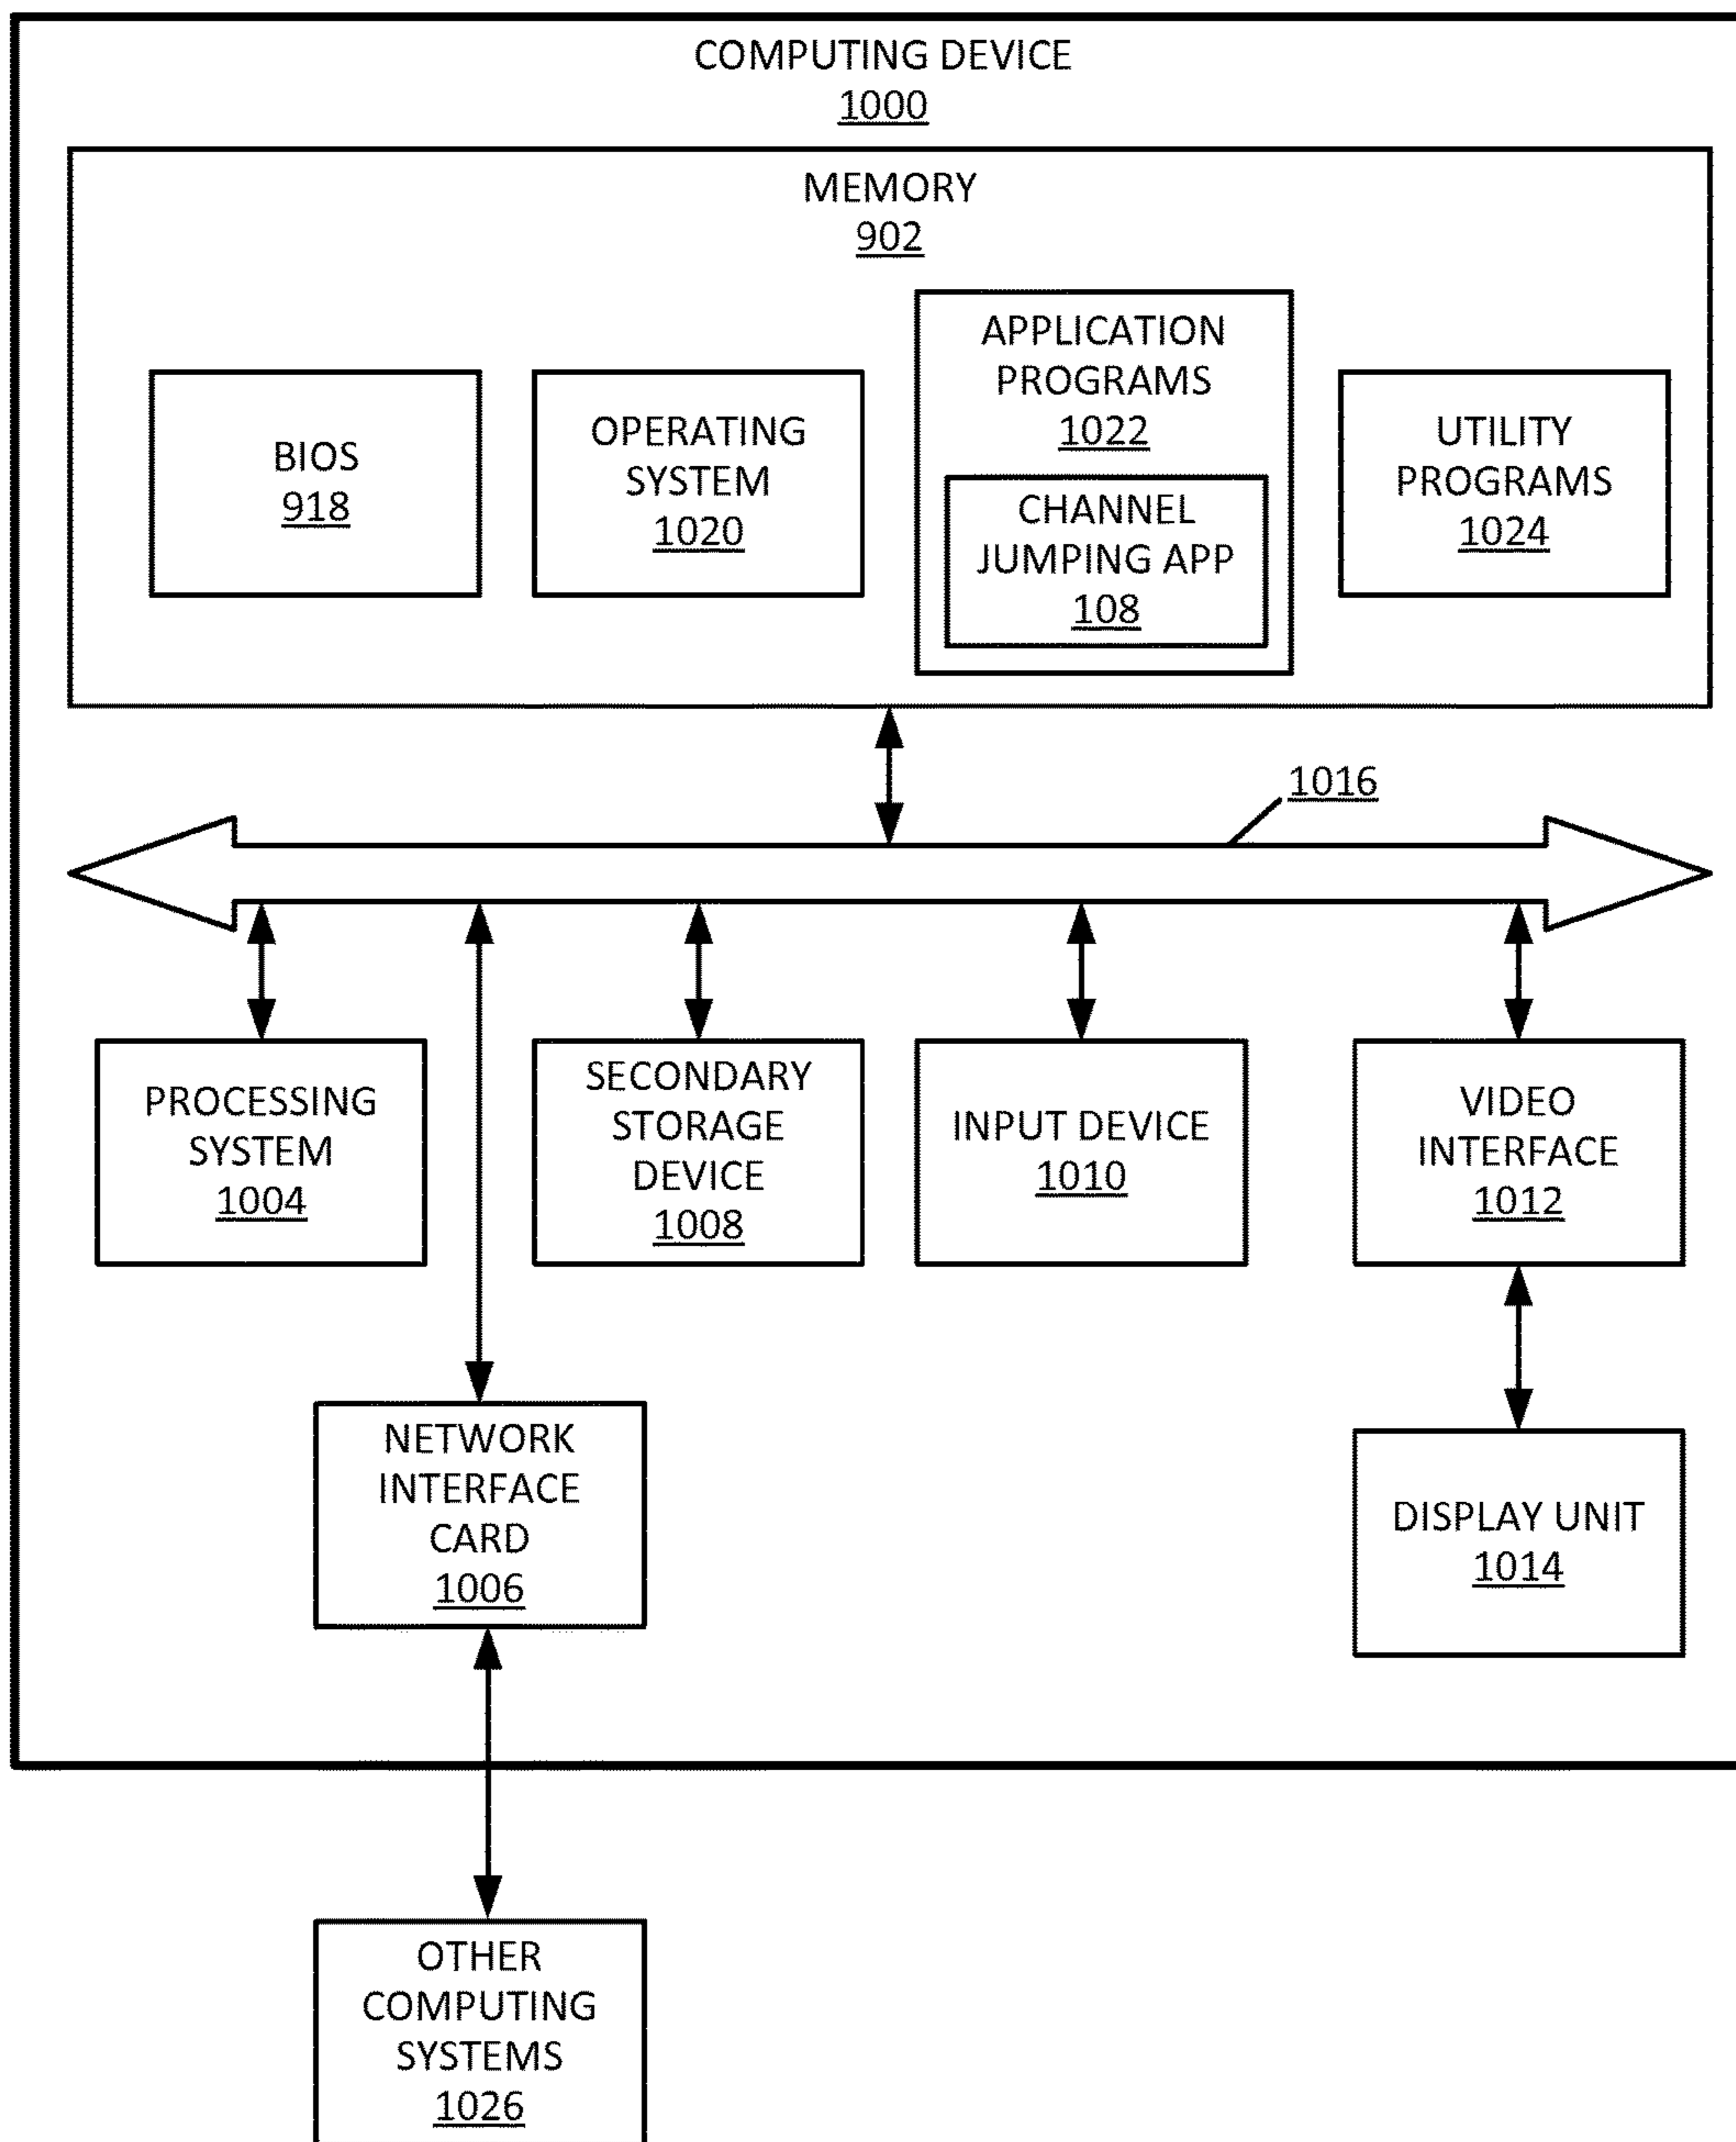 COMPUTING DEVICE
1000
MEMORY
902
BIOS
918
OPERATING
SYSTEM
1020
APPLICATION
PROGRAMS
1022
CHANNEL
JUMPING APP
108
UTILITY
PROGRAMS
1024
1016
PROCESSING
SYSTEM
1004
SECONDARY
STORAGE
DEVICE
1008
INPUT DEVICE
1010
VIDEO
INTERFACE
1012
NETWORK
INTERFACE
CARD
1006
DISPLAY UNIT
1014
OTHER
COMPUTING
SYSTEMS
1026